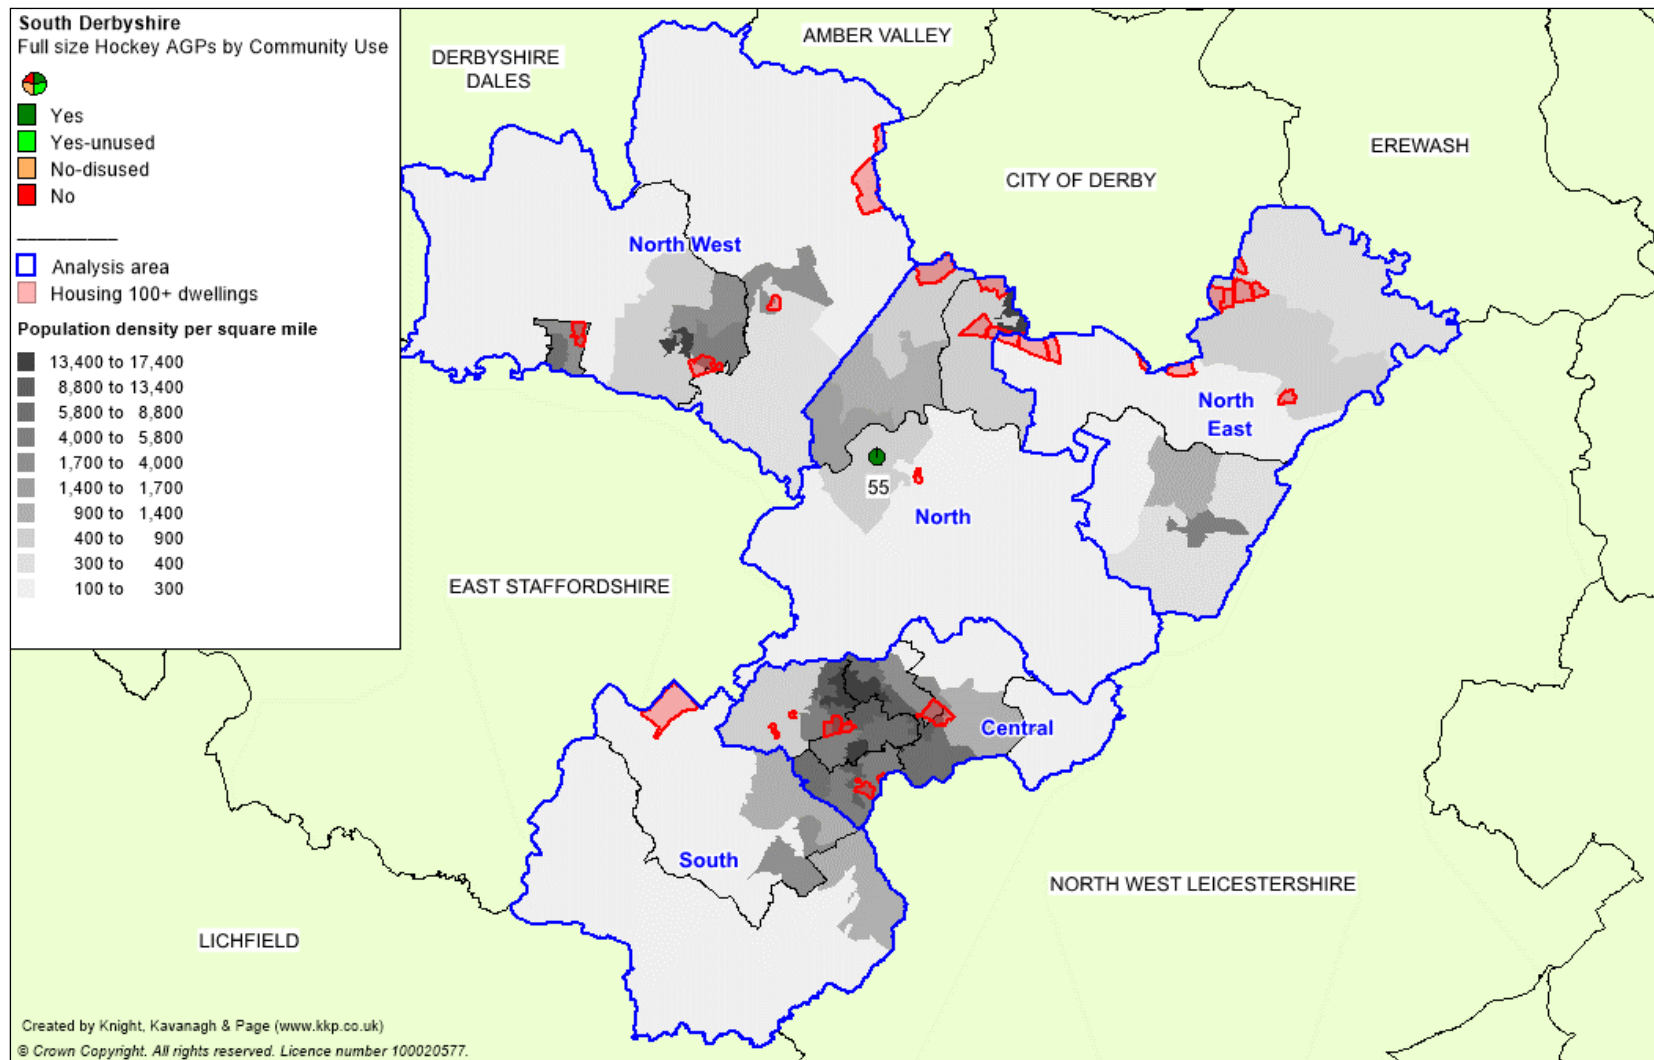 South Derbyshire
Full size Hockey AGPs by Community Use
Yes
Yes-unused
No-disused
No
Analysis area
Housing 100+ dwellings
Population density per square mile
13,400 to 17,400
8,800 to 13,400
5,800 to 8,800
4,000 to 5,800
1,700 to 4,000
1,400 to 1,700
900 to 1,400
400 to 900
300 to 400
100 to 300
DERBYSHIRE
DALES
AMBER VALLEY
EREWASH
CITY OF DERBY
North West
North
East
55
North
EAST STAFFORDSHIRE
Central
South
NORTH WEST LEICESTERSHIRE
LICHFIELD
Created by Knight, Kavanagh & Page (www.kkp.co.uk)
© Crown Copyright. All rights reserved. Licence number 100020577.